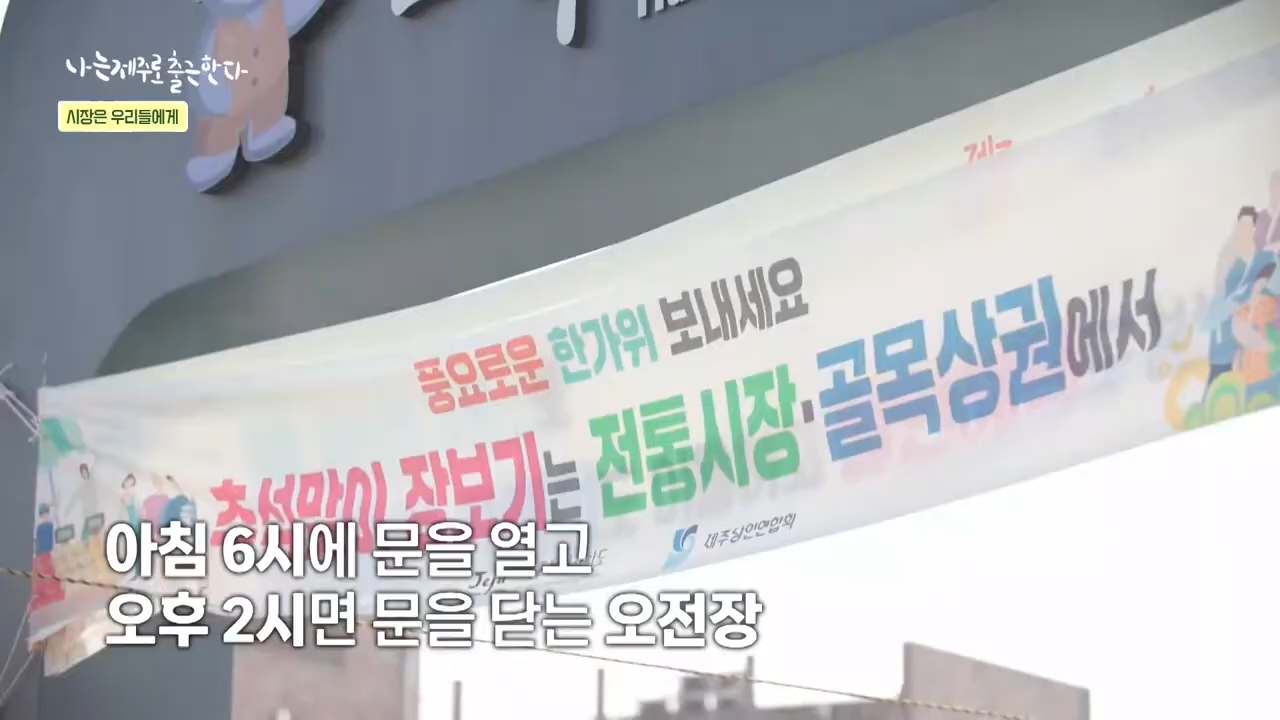 나는 제주로 출근한다
시장은 우리들에게
풍요로운 한가위 보내세요
추석맞이 장보기는 전통시장·골목상권에서
제주상인연합회
아침 6시에 문을 열고
오후 2시면 문을 닫는 오전장